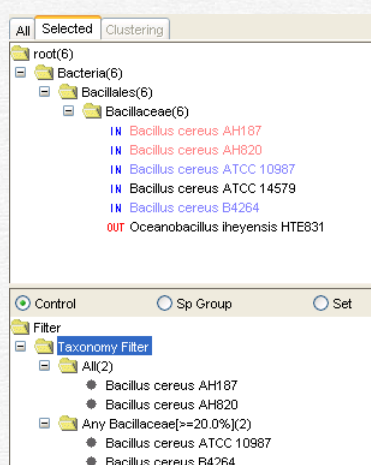 All Selected Clustering
root(6)
Bacteria(6)
Bacillales(6)
Bacillaceae(6)
IN Bacillus cereus AH187
IN Bacillus cereus AH820
IN Bacillus cereus ATCC 10987
IN Bacillus cereus ATCC 14579
IN Bacillus cereus B4264
OUT Oceanobacillus iheyensis HTE831
Control Sp Group Set
Filter
Taxonomy Filter
All(2)
Bacillus cereus AH187
Bacillus cereus AH820
Any Bacillaceae[>=20.0%](2)
Bacillus cereus ATCC 10987
Bacillus cereus B4264